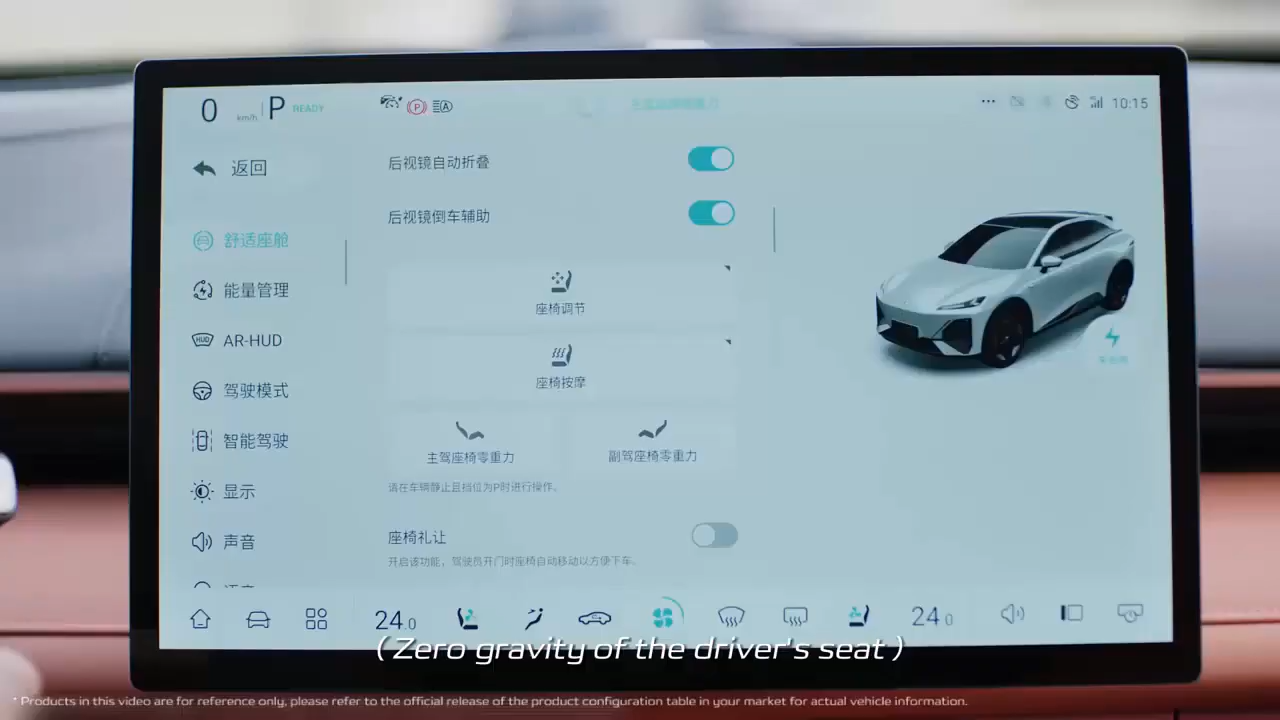 0 km/h P READY
10:15
返回
舒适座舱
能量管理
HUD AR-HUD
驾驶模式
智能驾驶
显示
声音
后视镜自动折叠
后视镜倒车辅助
座椅调节
座椅按摩
主驾座椅零重力
副驾座椅零重力
请在车辆静止且挡位为P时进行操作。
座椅礼让
开启该功能，驾驶员开门时座椅自动移动以方便下车。
24.0
24.0
(Zero gravity of the driver's seat)
* Products in this video are for reference only, please refer to the official release of the product configuration table in your market for actual vehicle information.